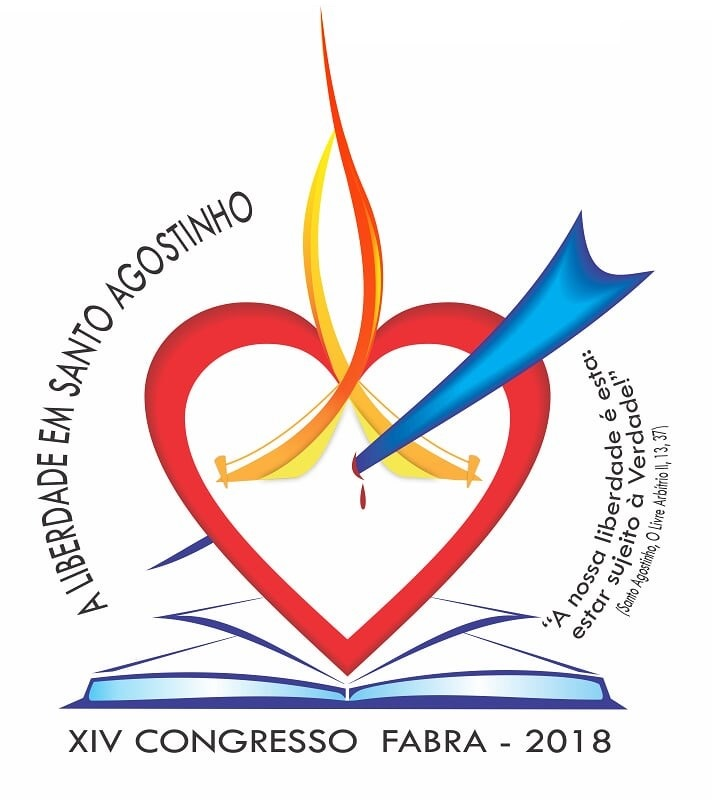 A LIBERDADE EM SANTO AGOSTINHO
“A nossa liberdade é esta:
estar sujeito à Verdade!”
(Santo Agostinho, O Livre Arbítrio II, 13, 37)
XIV CONGRESSO FABRA - 2018